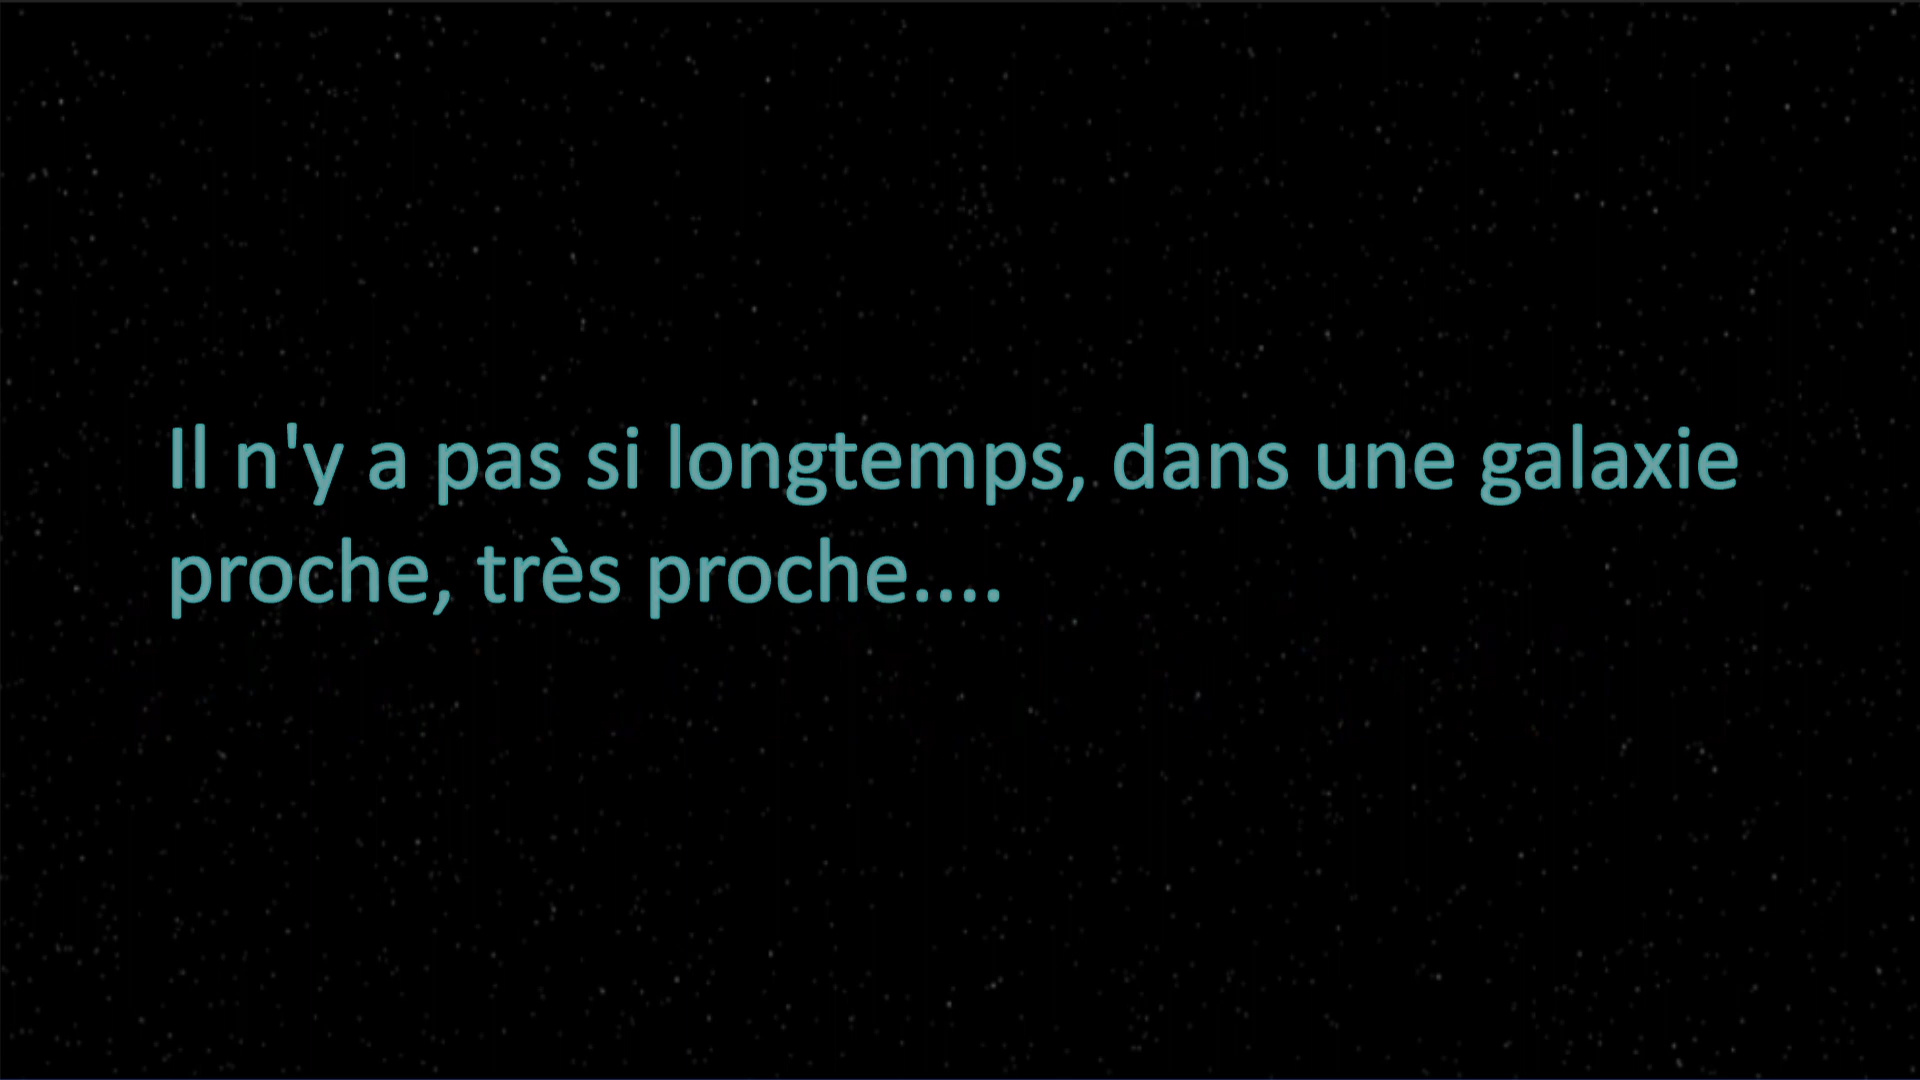 Il n'y a pas si longtemps, dans une galaxie
proche, très proche....